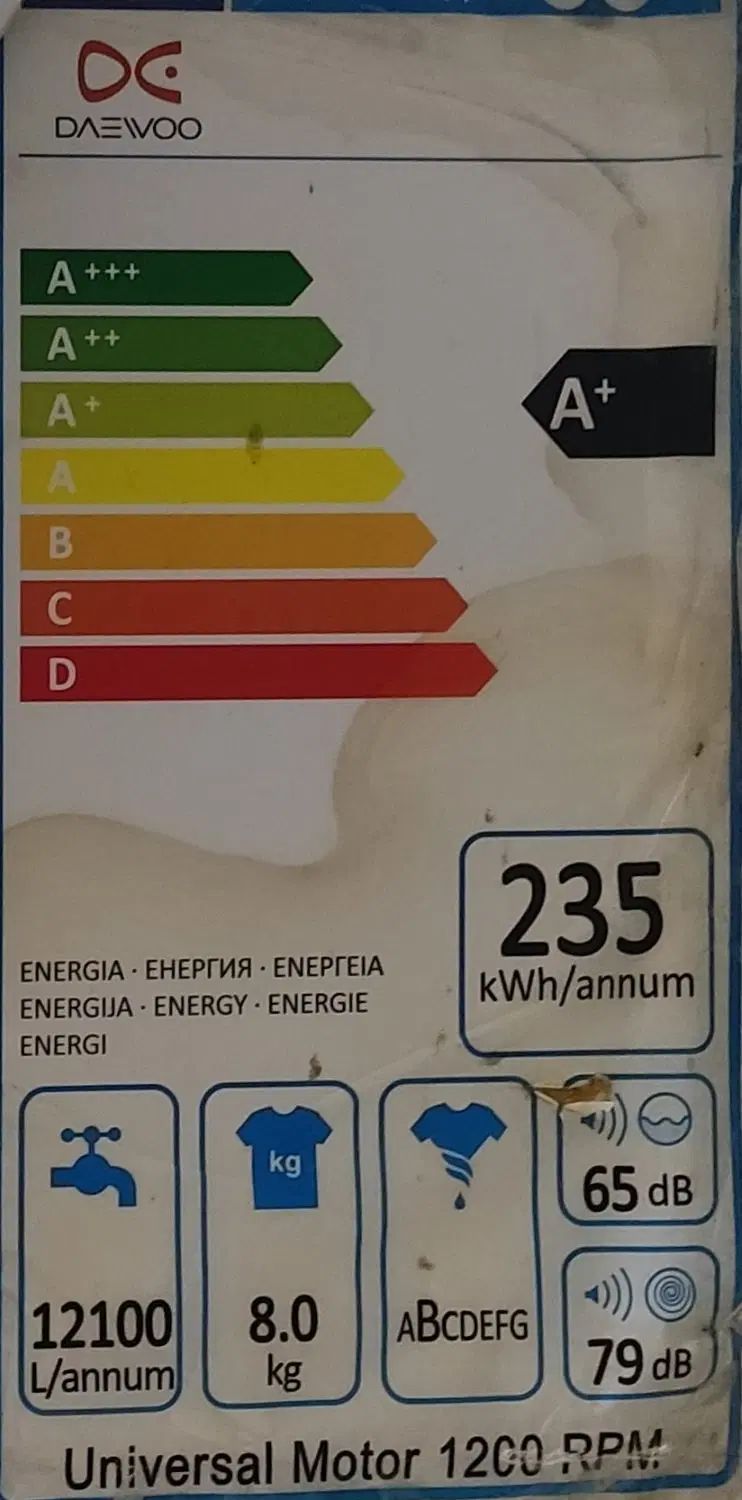 DAEWOO
A+++
A++
A+
A+
A
B
C
D
235
kWh/annum
ENERGIA · ЕНЕРГИЯ · ΕΝΕΡΓΕΙΑ
ENERGIJA · ENERGY · ENERGIE
ENERGI
kg
65 dB
12100
L/annum
8.0
kg
ABCDEFG
79 dB
Universal Motor 1200 RPM